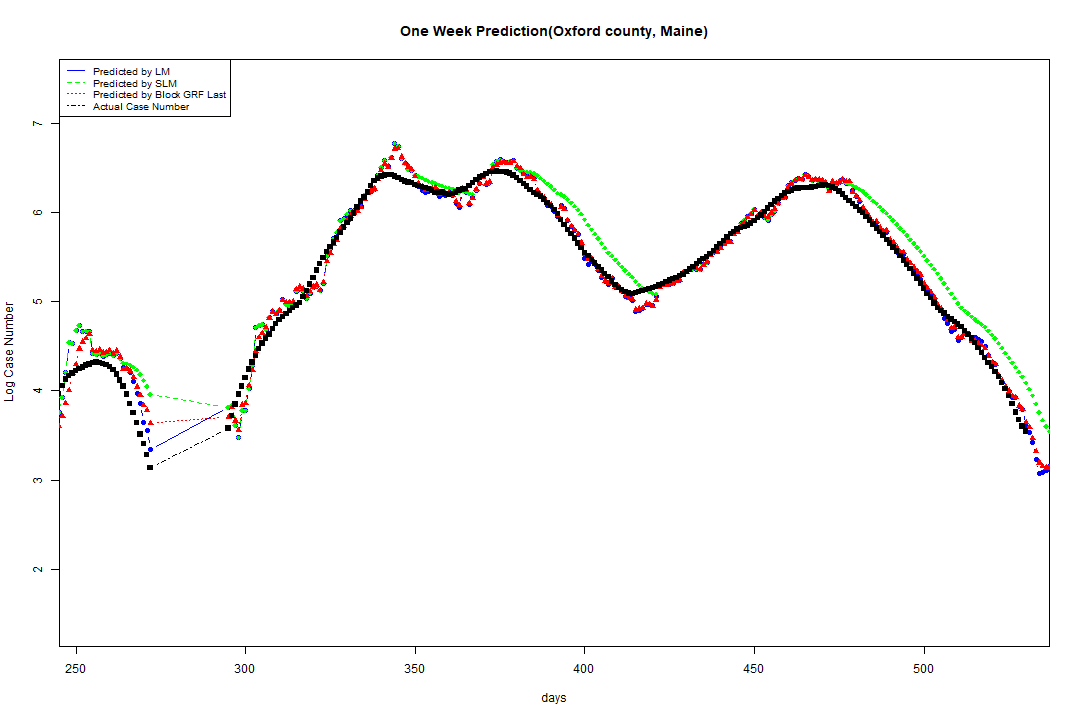 One Week Prediction(Oxford county, Maine)
Predicted by LM
Predicted by SLM
Predicted by Block GRF Last
Actual Case Number
Log Case Number
7
6
5
4
3
2
250 300 350 400 450 500
days